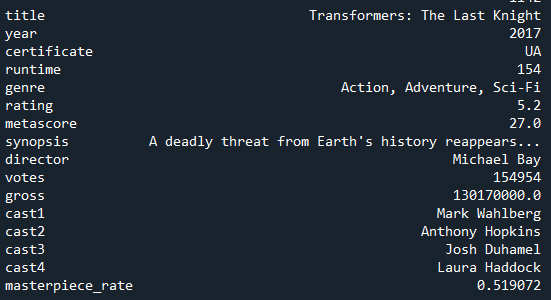 title Transformers: The Last Knight
year 2017
certificate UA
runtime 154
genre Action, Adventure, Sci-Fi
rating 5.2
metascore 27.0
synopsis A deadly threat from Earth's history reappears...
director Michael Bay
votes 154954
gross 130170000.0
cast1 Mark Wahlberg
cast2 Anthony Hopkins
cast3 Josh Duhamel
cast4 Laura Haddock
masterpiece_rate 0.519072